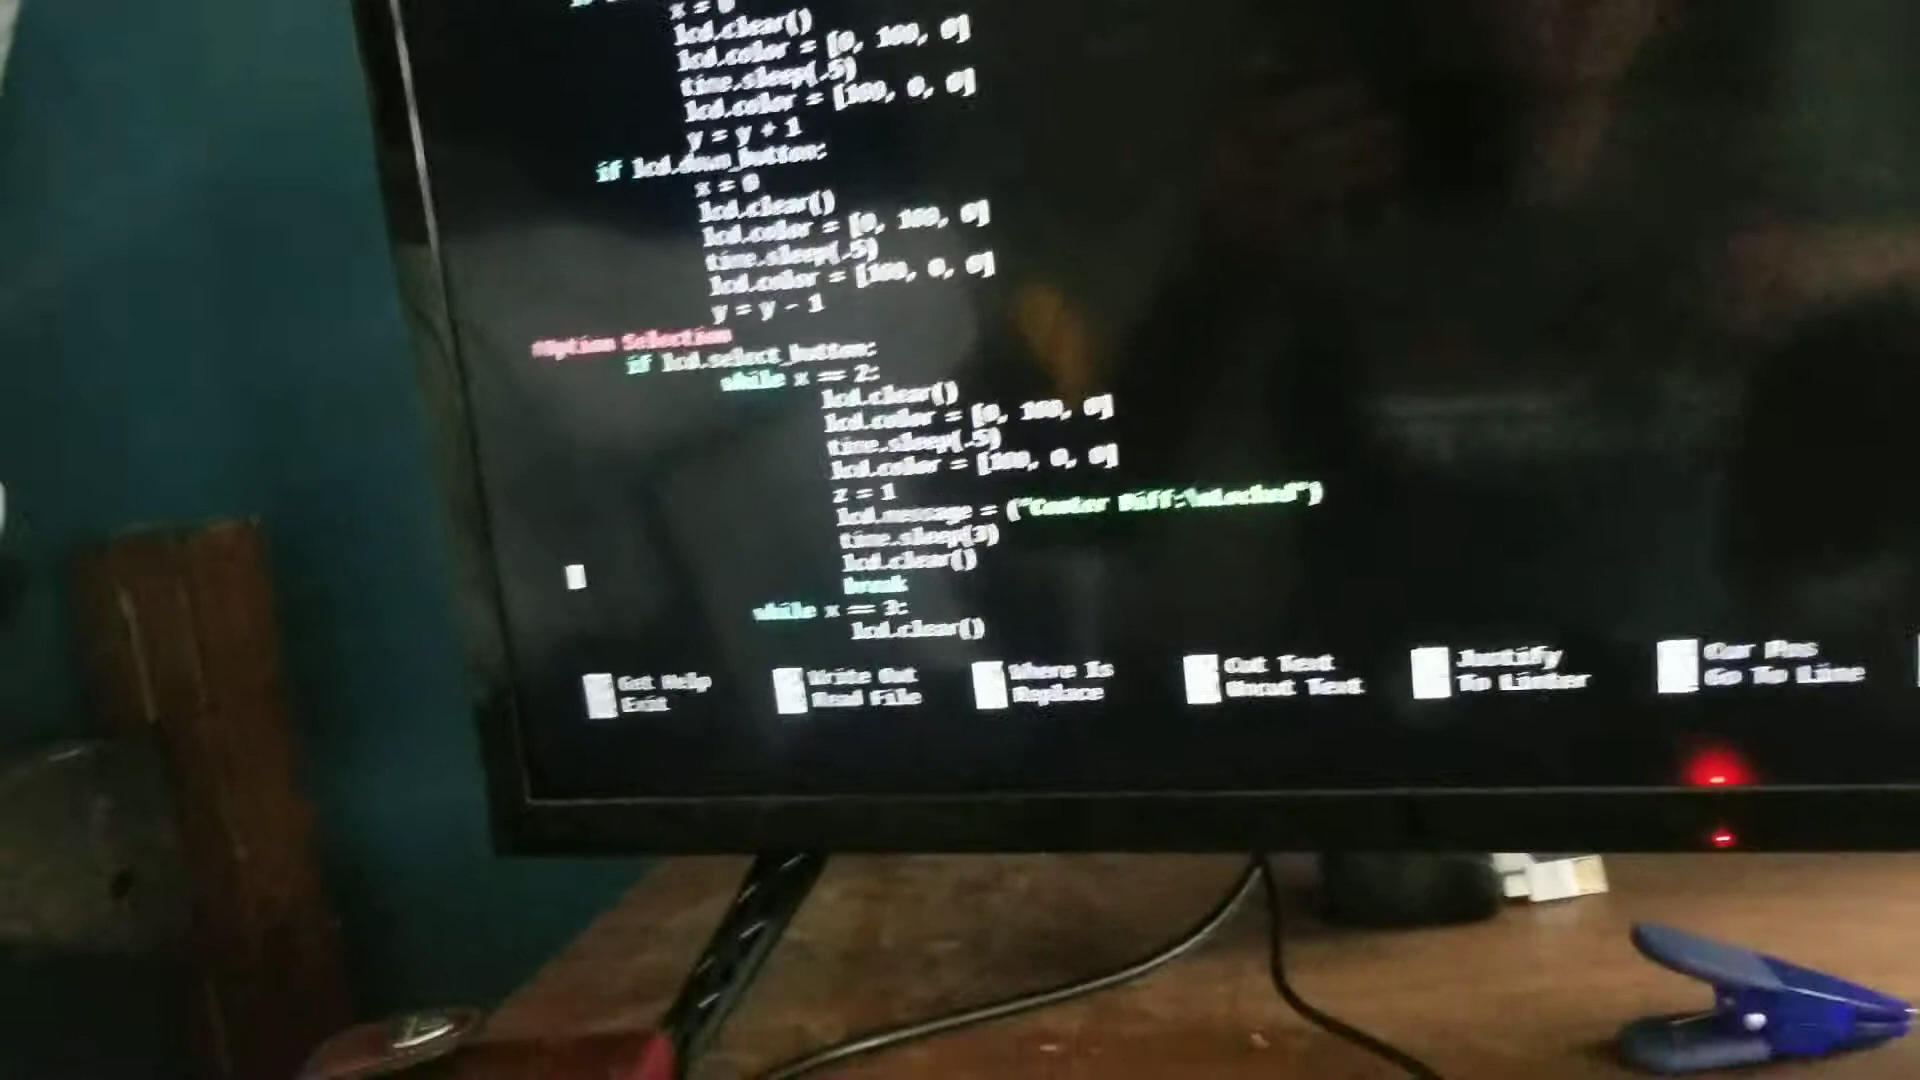 if
x = 0
lcd.clear()
lcd.color = [0, 100, 0]
time.sleep(.5)
lcd.color = [100, 0, 0]
y = y + 1
if lcd.down_button:
x = 0
lcd.clear()
lcd.color = [0, 100, 0]
time.sleep(.5)
lcd.color = [100, 0, 0]
y = y - 1
#Option Selection
if lcd.select_button:
while x == 2:
lcd.clear()
lcd.color = [0, 100, 0]
time.sleep(.5)
lcd.color = [100, 0, 0]
z = 1
lcd.message = ("Center Diff:\nLocked")
time.sleep(3)
lcd.clear()
break
while x == 3:
lcd.clear()
Get Help Write Out Where Is Cut Text Justify Cur Pos
Exit Read File Replace Uncut Text To Linter Go To Line